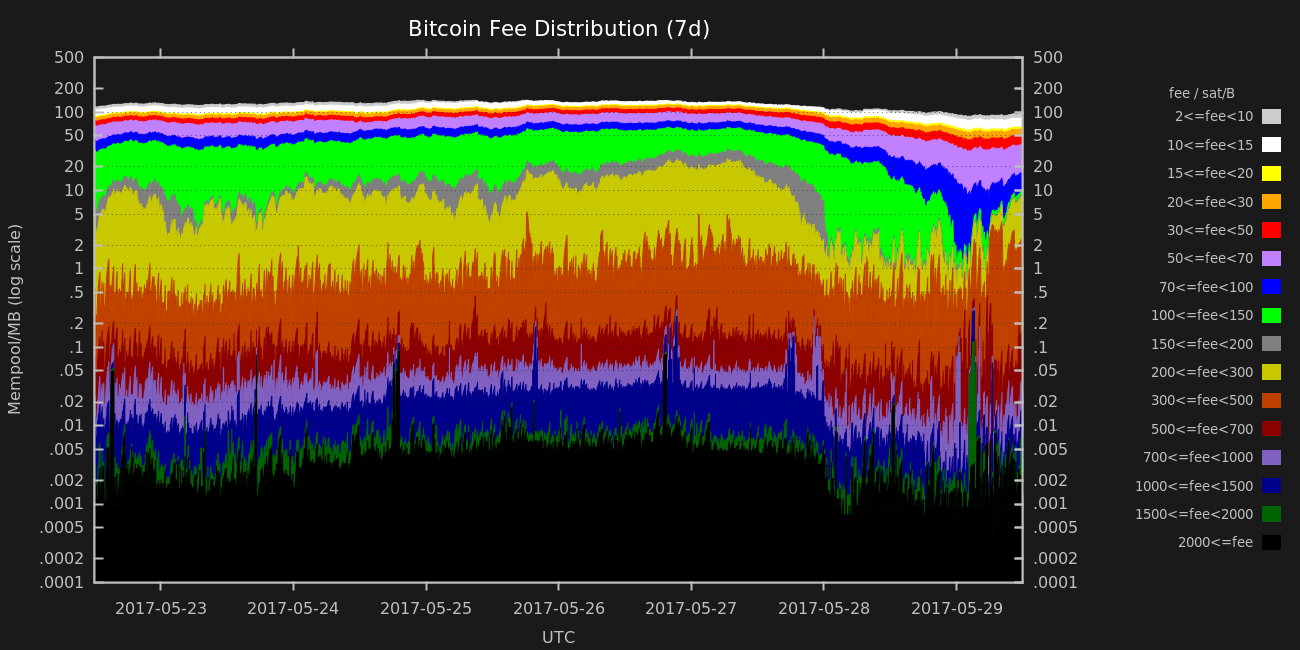 Bitcoin Fee Distribution (7d)
500
200
100
50
20
10
5
2
1
.5
.2
.1
.05
.02
.01
.005
.002
.001
.0005
.0002
.0001
Mempool/MB (log scale)
500
200
100
50
20
10
5
2
1
.5
.2
.1
.05
.02
.01
.005
.002
.001
.0005
.0002
.0001
2017-05-23
2017-05-24
2017-05-25
2017-05-26
2017-05-27
2017-05-28
2017-05-29
UTC
fee / sat/B
2<=fee<10
10<=fee<15
15<=fee<20
20<=fee<30
30<=fee<50
50<=fee<70
70<=fee<100
100<=fee<150
150<=fee<200
200<=fee<300
300<=fee<500
500<=fee<700
700<=fee<1000
1000<=fee<1500
1500<=fee<2000
2000<=fee